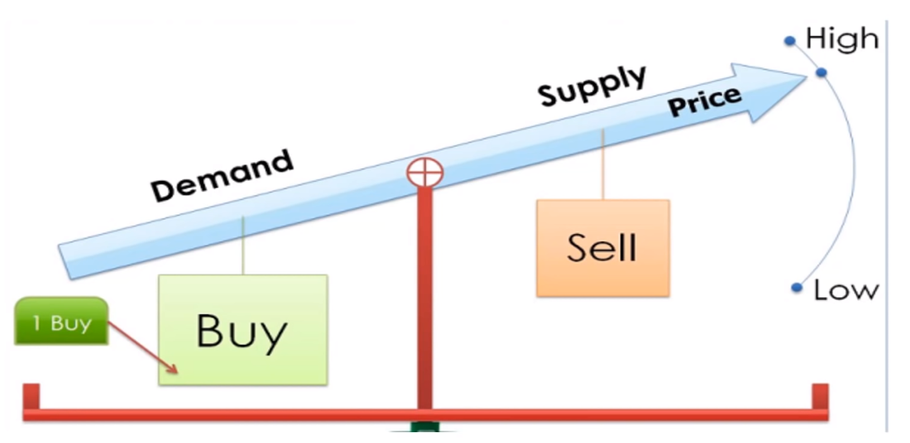 High
Supply
Price
Demand
Sell
Low
1 Buy
Buy